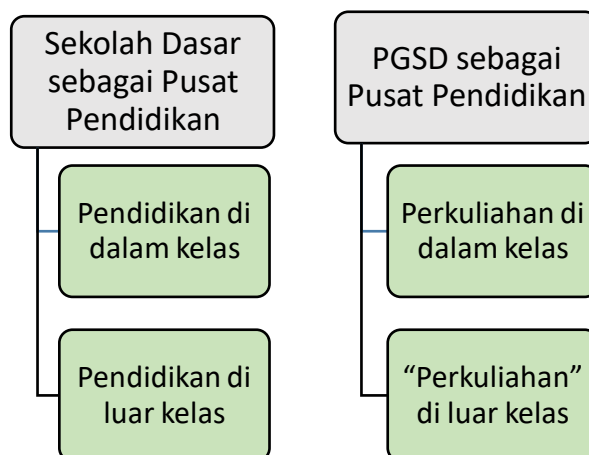 Sekolah Dasar
sebagai Pusat
Pendidikan
Pendidikan di
dalam kelas
Pendidikan di
luar kelas
PGSD sebagai
Pusat Pendidikan
Perkuliahan di
dalam kelas
“Perkuliahan”
di luar kelas